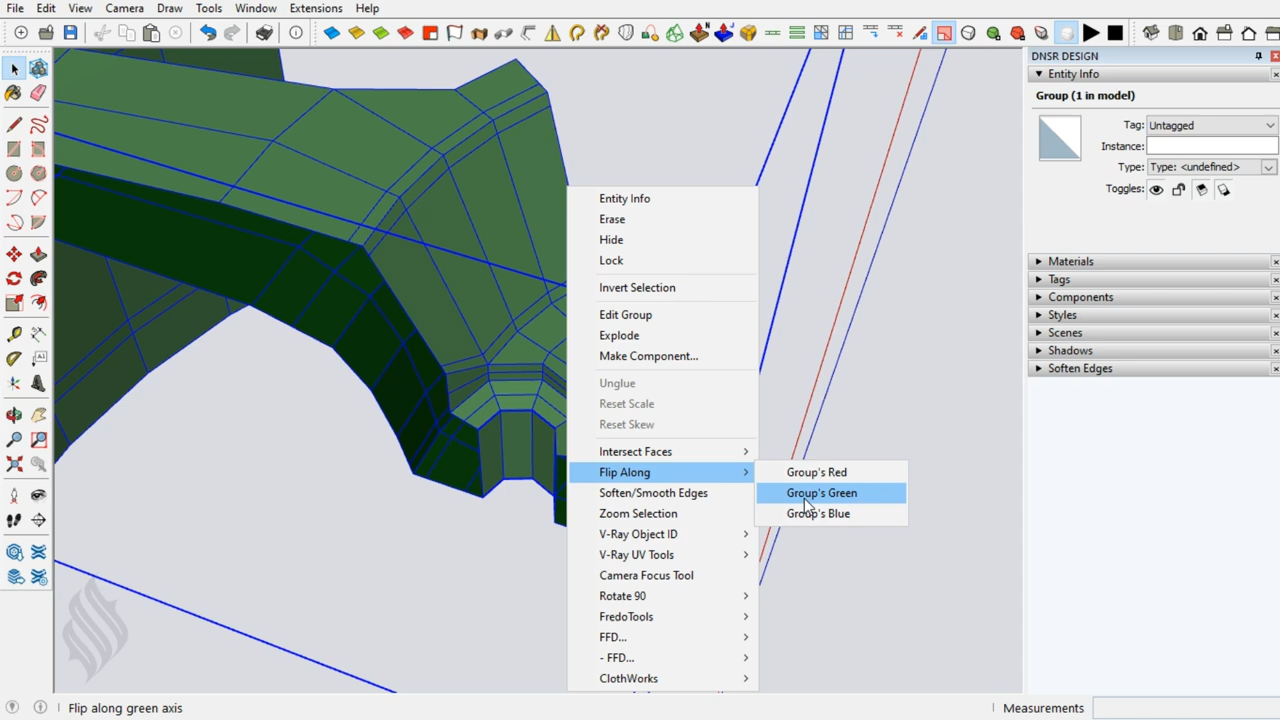 File Edit View Camera Draw Tools Window Extensions Help
DNSR DESIGN
Entity Info
Group (1 in model)
Tag: Untagged
Instance:
Type: Type: <undefined>
Toggles:
Materials
Tags
Components
Styles
Scenes
Shadows
Soften Edges
Entity Info
Erase
Hide
Lock
Invert Selection
Edit Group
Explode
Make Component...
Unglue
Reset Scale
Reset Skew
Intersect Faces
Flip Along
Group's Red
Group's Green
Group's Blue
Soften/Smooth Edges
Zoom Selection
V-Ray Object ID
V-Ray UV Tools
Camera Focus Tool
Rotate 90
FredoTools
FFD...
- FFD...
ClothWorks
Flip along green axis
Measurements